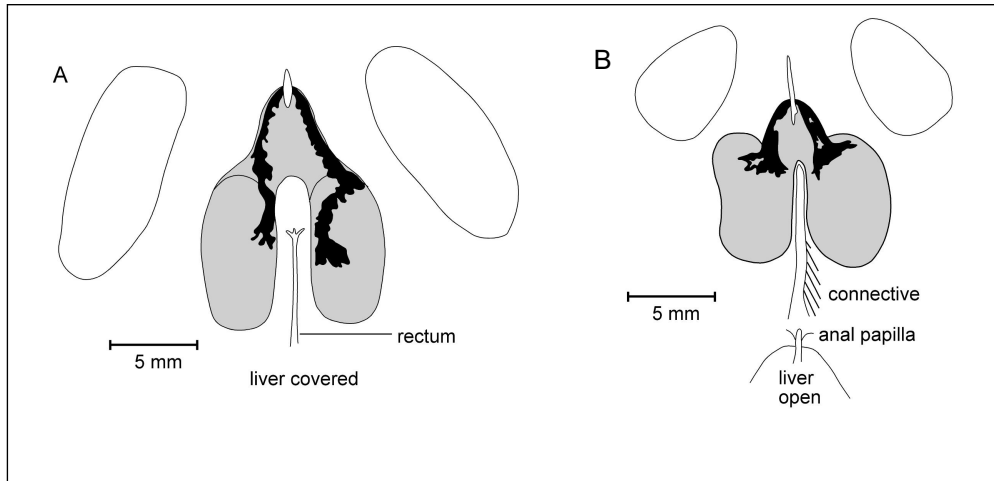 A
5 mm
rectum
liver covered
B
5 mm
connective
anal papilla
liver
open